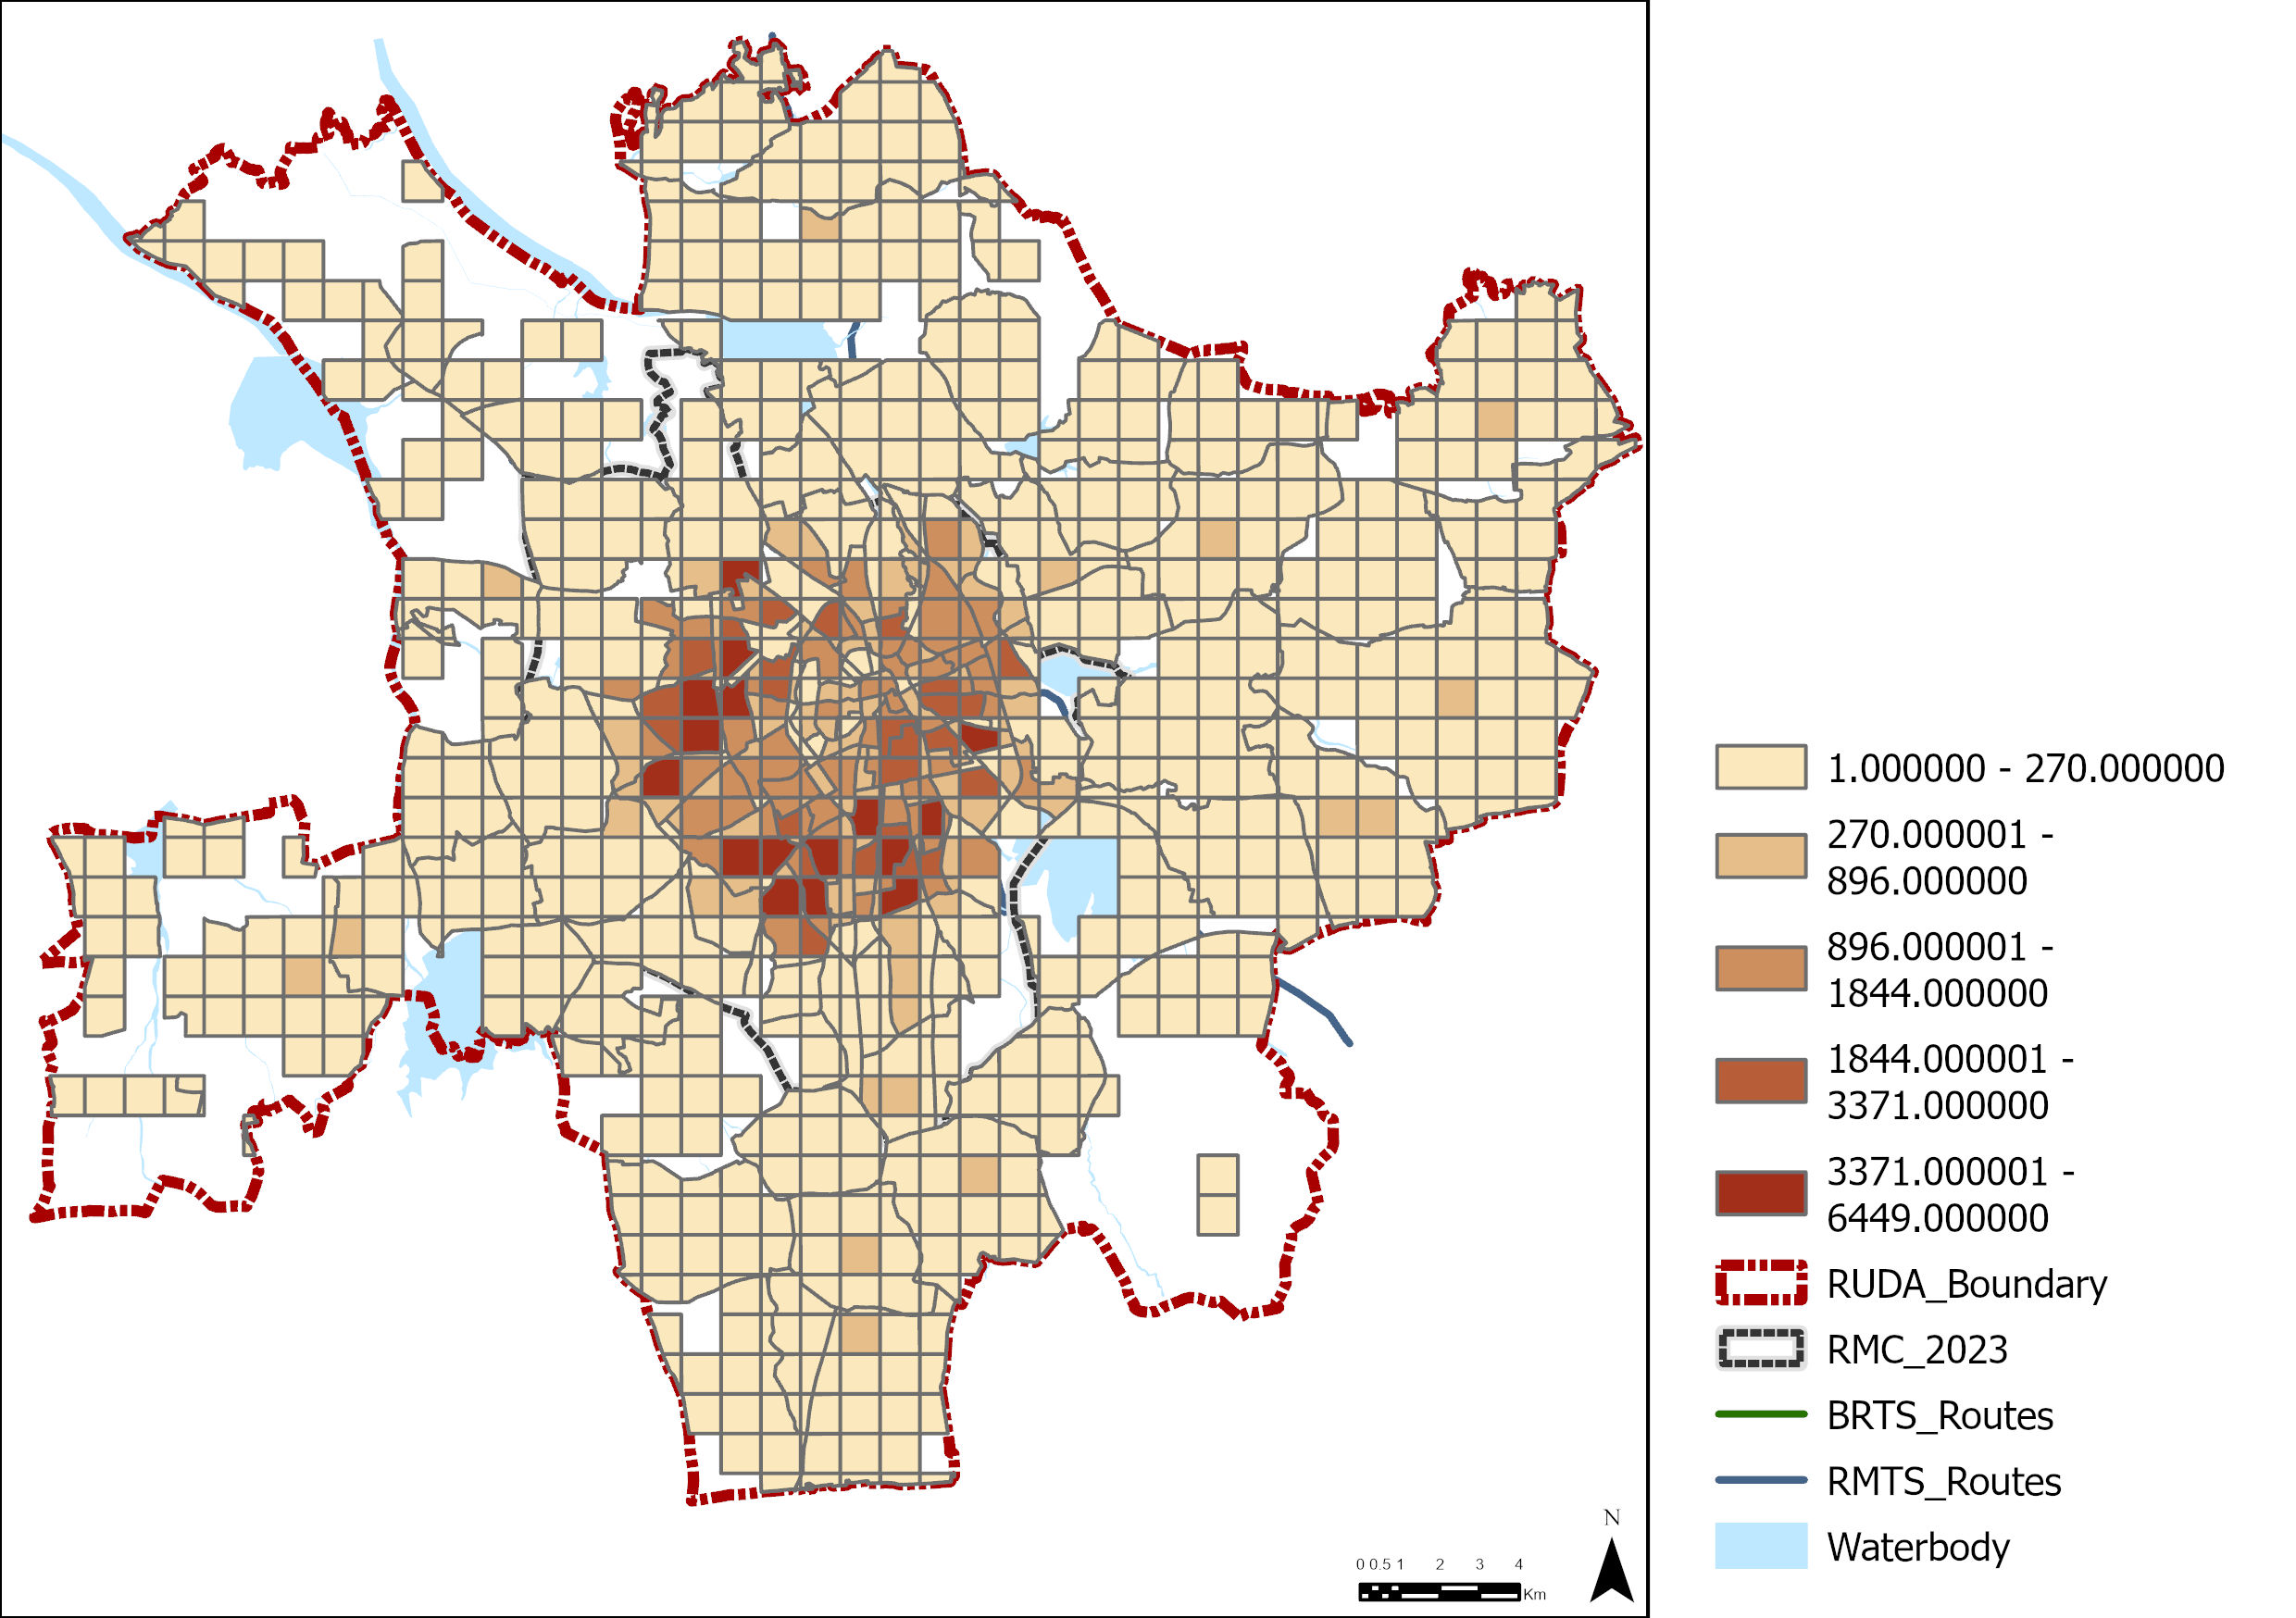 1.000000 - 270.000000
270.000001 -
896.000000
896.000001 -
1844.000000
1844.000001 -
3371.000000
3371.000001 -
6449.000000
RUDA_Boundary
RMC_2023
BRTS_Routes
RMTS_Routes
Waterbody
N
0 0.5 1 2 3 4
Km